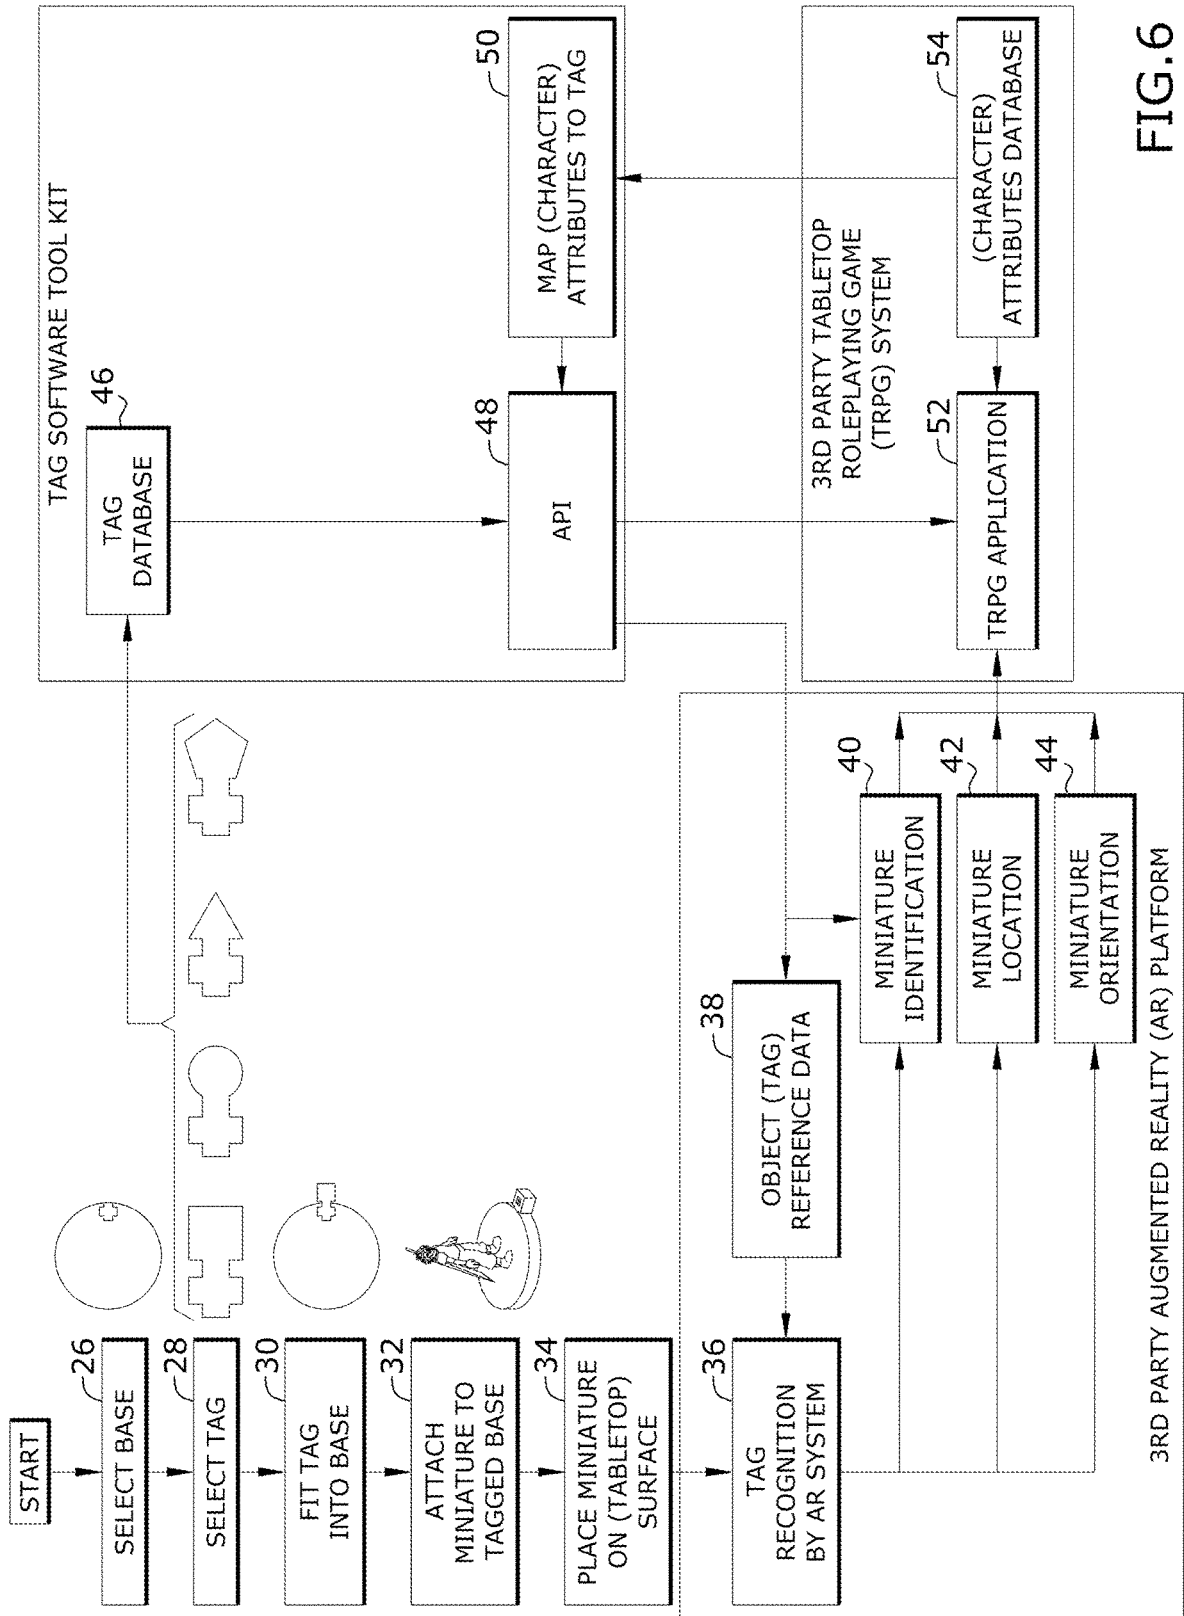 START
26
SELECT BASE
28
SELECT TAG
30
FIT TAG
INTO BASE
32
ATTACH
MINIATURE TO
TAGGED BASE
34
PLACE MINIATURE
ON (TABLETOP)
SURFACE
36
TAG
RECOGNITION
BY AR SYSTEM
38
OBJECT (TAG)
REFERENCE DATA
40
MINIATURE
IDENTIFICATION
42
MINIATURE
LOCATION
44
MINIATURE
ORIENTATION
3RD PARTY AUGMENTED REALITY (AR) PLATFORM
TAG SOFTWARE TOOL KIT
46
TAG
DATABASE
48
API
50
MAP (CHARACTER)
ATTRIBUTES TO TAG
3RD PARTY TABLETOP
ROLEPLAYING GAME
(TRPG) SYSTEM
52
TRPG APPLICATION
54
(CHARACTER)
ATTRIBUTES DATABASE
FIG.6